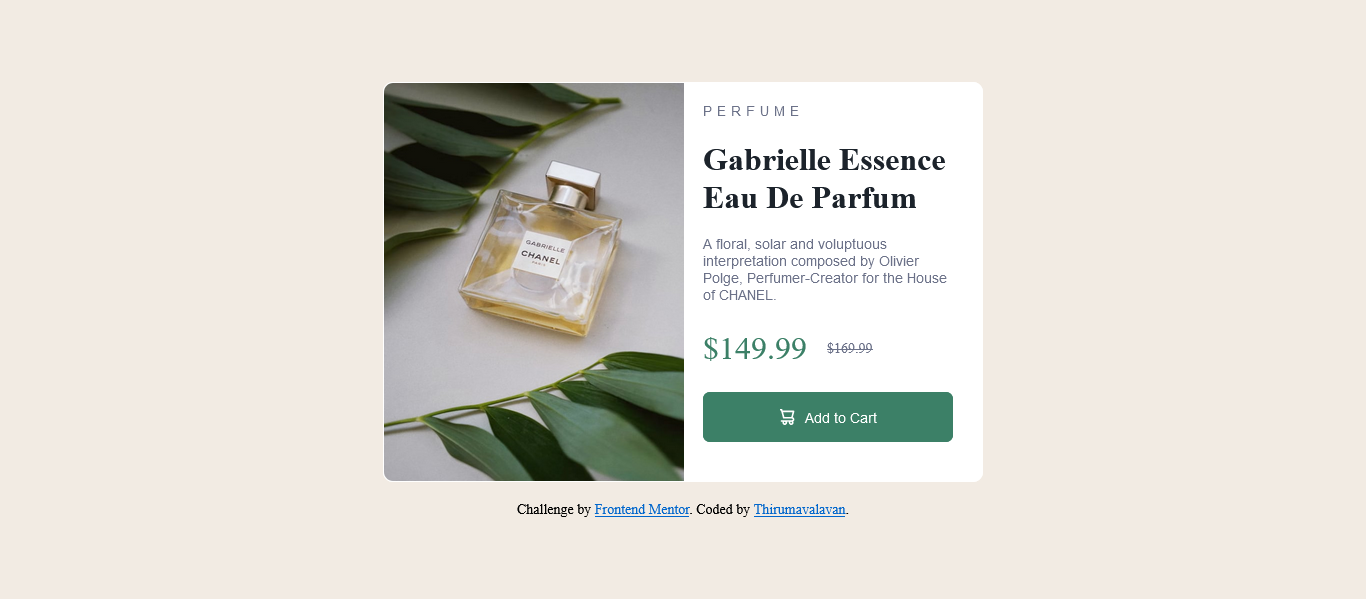 PERFUME
Gabrielle Essence
Eau De Parfum
A floral, solar and voluptuous
interpretation composed by Olivier
Polge, Perfumer-Creator for the House
of CHANEL.
$149.99 $169.99
Add to Cart
GABRIELLE
CHANEL
PARIS
Challenge by Frontend Mentor. Coded by Thirumavalavan.